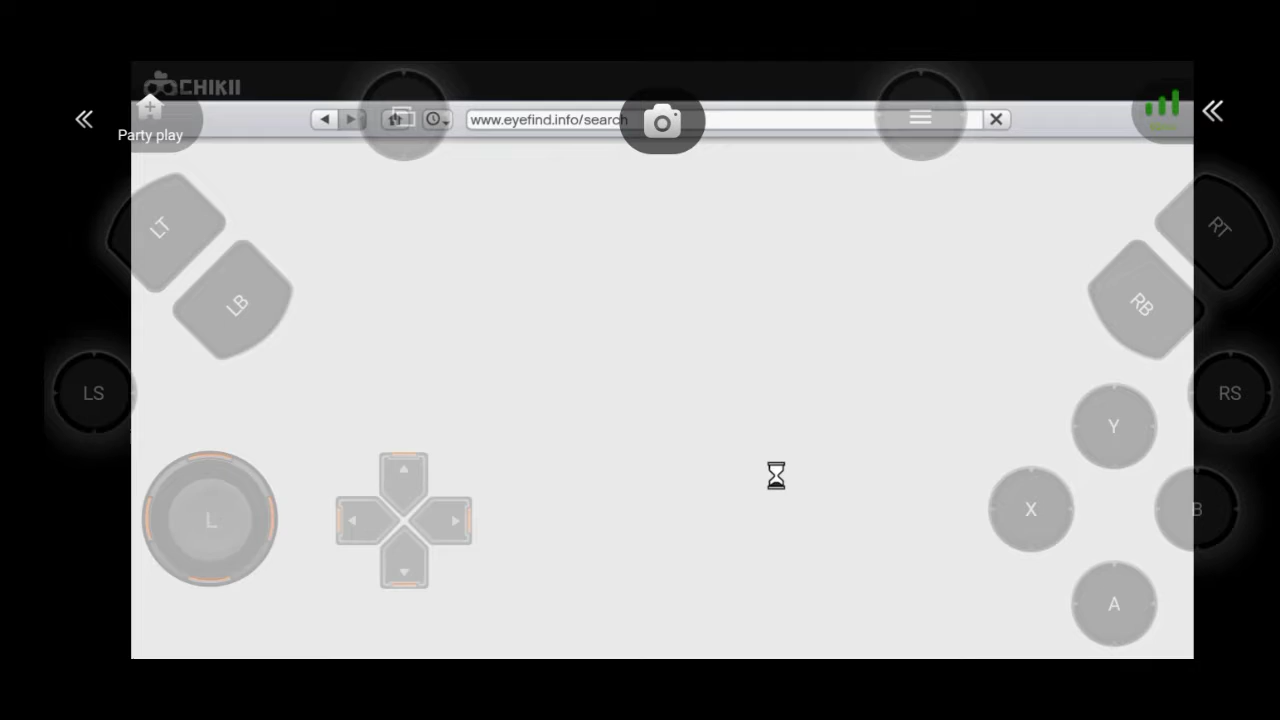 CHIKII
www.eyefind.info/search
Party play
LT
RT
LB
RB
LS
RS
Y
L
X
B
A